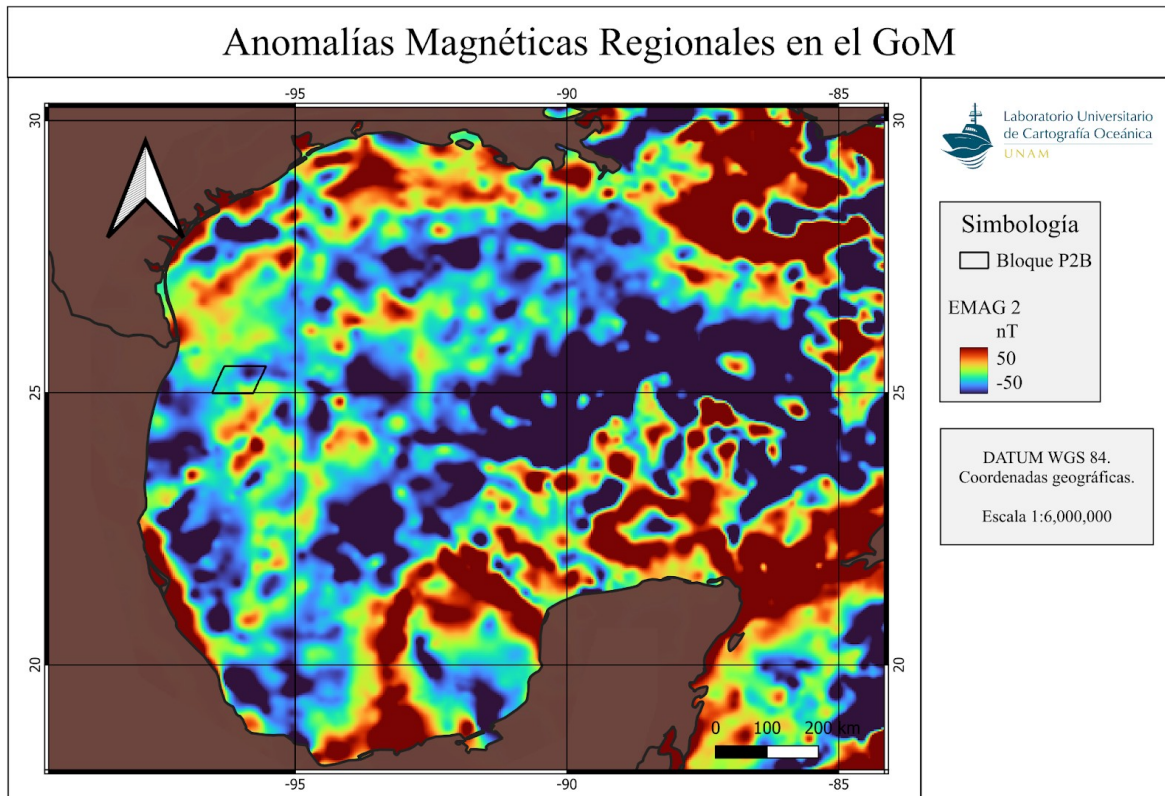 Anomalías Magnéticas Regionales en el GoM
-95
-90
-85
30
30
25
25
20
20
-95
-90
-85
0 100 200 km
Laboratorio Universitario
de Cartografía Oceánica
UNAM
Simbología
Bloque P2B
EMAG 2
nT
50
-50
DATUM WGS 84.
Coordenadas geográficas.
Escala 1:6,000,000